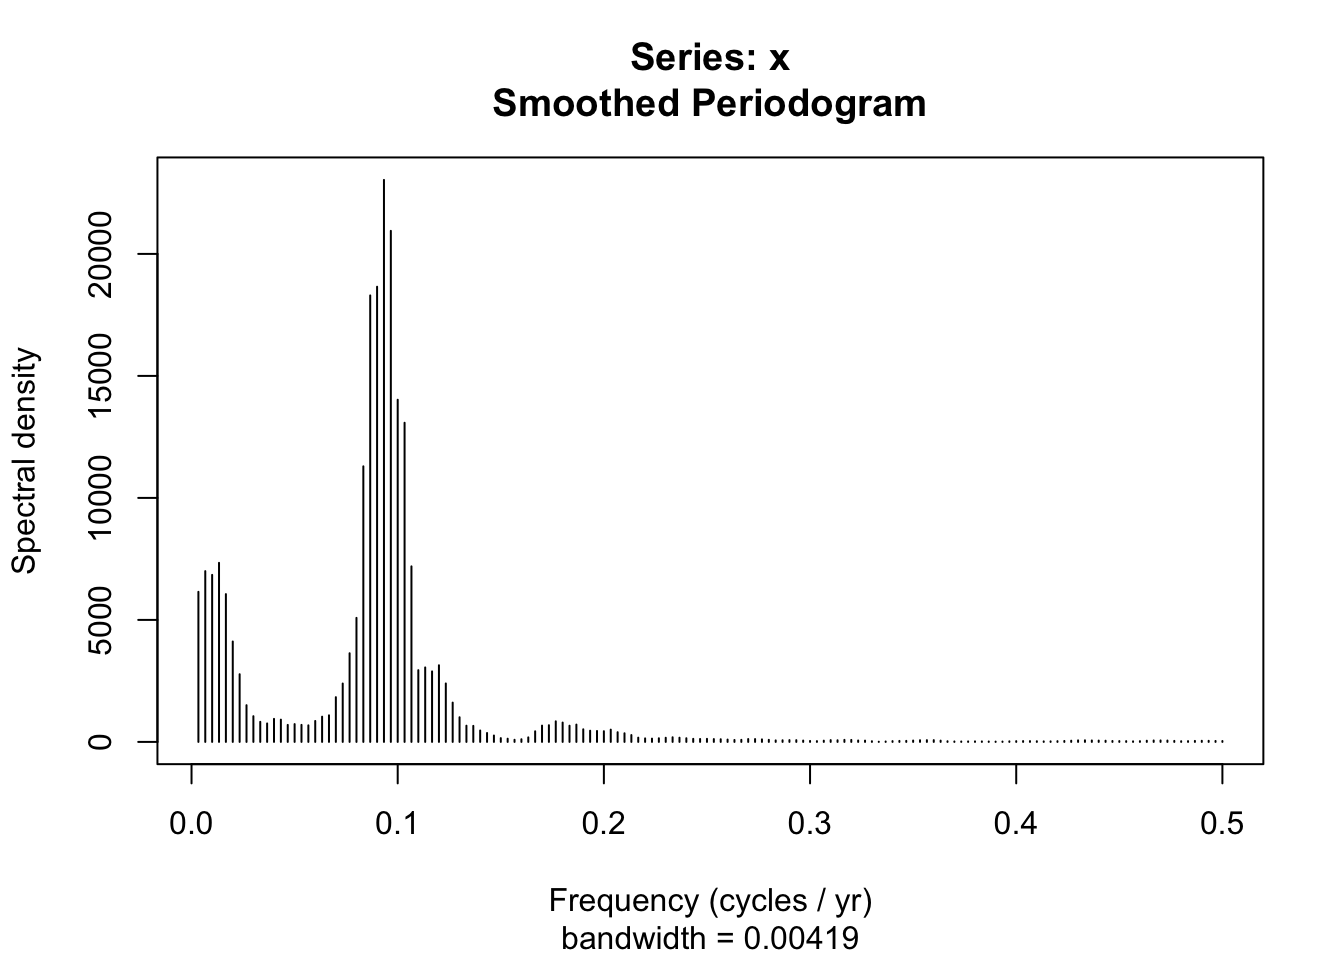 Series: x
Smoothed Periodogram
Spectral density
20000
15000
10000
5000
0
0.0 0.1 0.2 0.3 0.4 0.5
Frequency (cycles / yr)
bandwidth = 0.00419